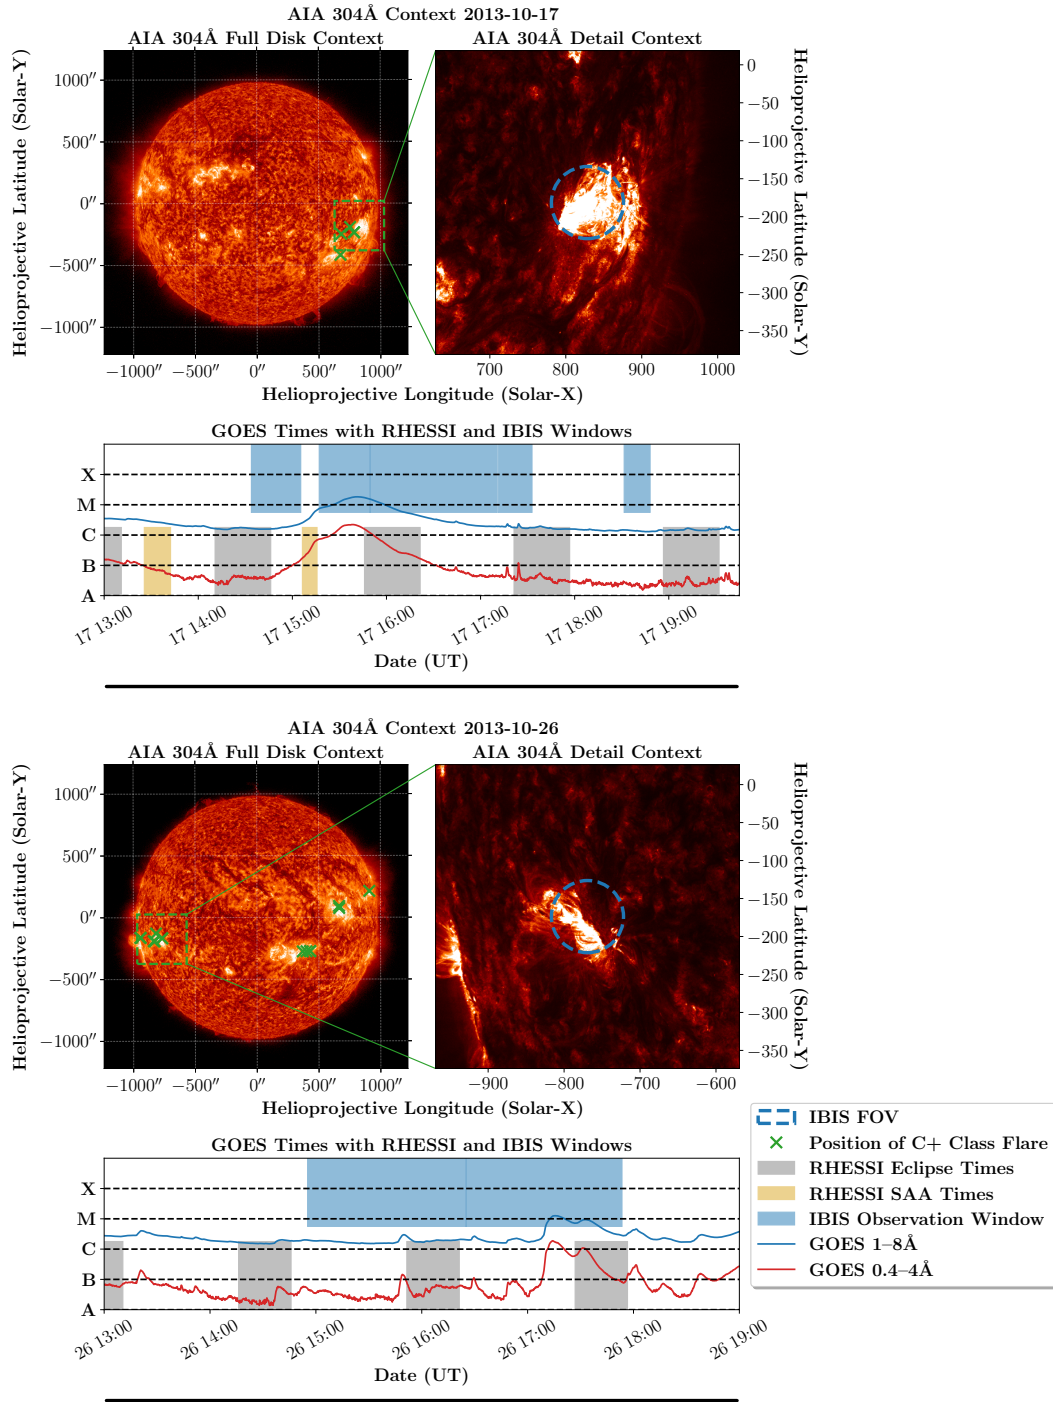 AIA 304Å Context 2013-10-17
AIA 304Å Full Disk Context
AIA 304Å Detail Context
Helioprojective Latitude (Solar-Y)
1000″
500″
0″
−500″
−1000″
−1000″ −500″ 0″ 500″ 1000″
0
−50
−100
−150
−200
−250
−300
−350
Helioprojective Latitude (Solar-Y)
700 800 900 1000
Helioprojective Longitude (Solar-X)
GOES Times with RHESSI and IBIS Windows
X
M
C
B
A
17 13:00 17 14:00 17 15:00 17 16:00 17 17:00 17 18:00 17 19:00
Date (UT)
AIA 304Å Context 2013-10-26
AIA 304Å Full Disk Context
AIA 304Å Detail Context
Helioprojective Latitude (Solar-Y)
1000″
500″
0″
−500″
−1000″
−1000″ −500″ 0″ 500″ 1000″
0
−50
−100
−150
−200
−250
−300
−350
Helioprojective Latitude (Solar-Y)
−900 −800 −700 −600
Helioprojective Longitude (Solar-X)
GOES Times with RHESSI and IBIS Windows
X
M
C
B
A
26 13:00 26 14:00 26 15:00 26 16:00 26 17:00 26 18:00 26 19:00
Date (UT)
IBIS FOV
Position of C+ Class Flare
RHESSI Eclipse Times
RHESSI SAA Times
IBIS Observation Window
GOES 1–8Å
GOES 0.4–4Å